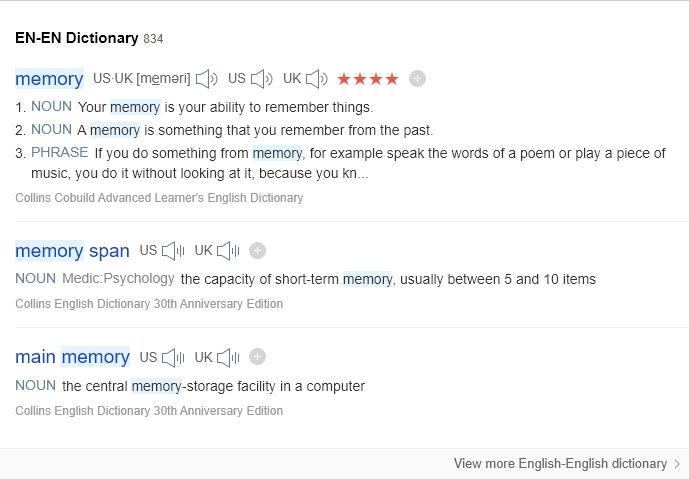 EN-EN Dictionary 834
memory US·UK [meməri] US UK ★★★★
1. NOUN Your memory is your ability to remember things.
2. NOUN A memory is something that you remember from the past.
3. PHRASE If you do something from memory, for example speak the words of a poem or play a piece of
music, you do it without looking at it, because you kn...
Collins Cobuild Advanced Learner's English Dictionary
memory span US UK
NOUN Medic:Psychology the capacity of short-term memory, usually between 5 and 10 items
Collins English Dictionary 30th Anniversary Edition
main memory US UK
NOUN the central memory-storage facility in a computer
Collins English Dictionary 30th Anniversary Edition
View more English-English dictionary >